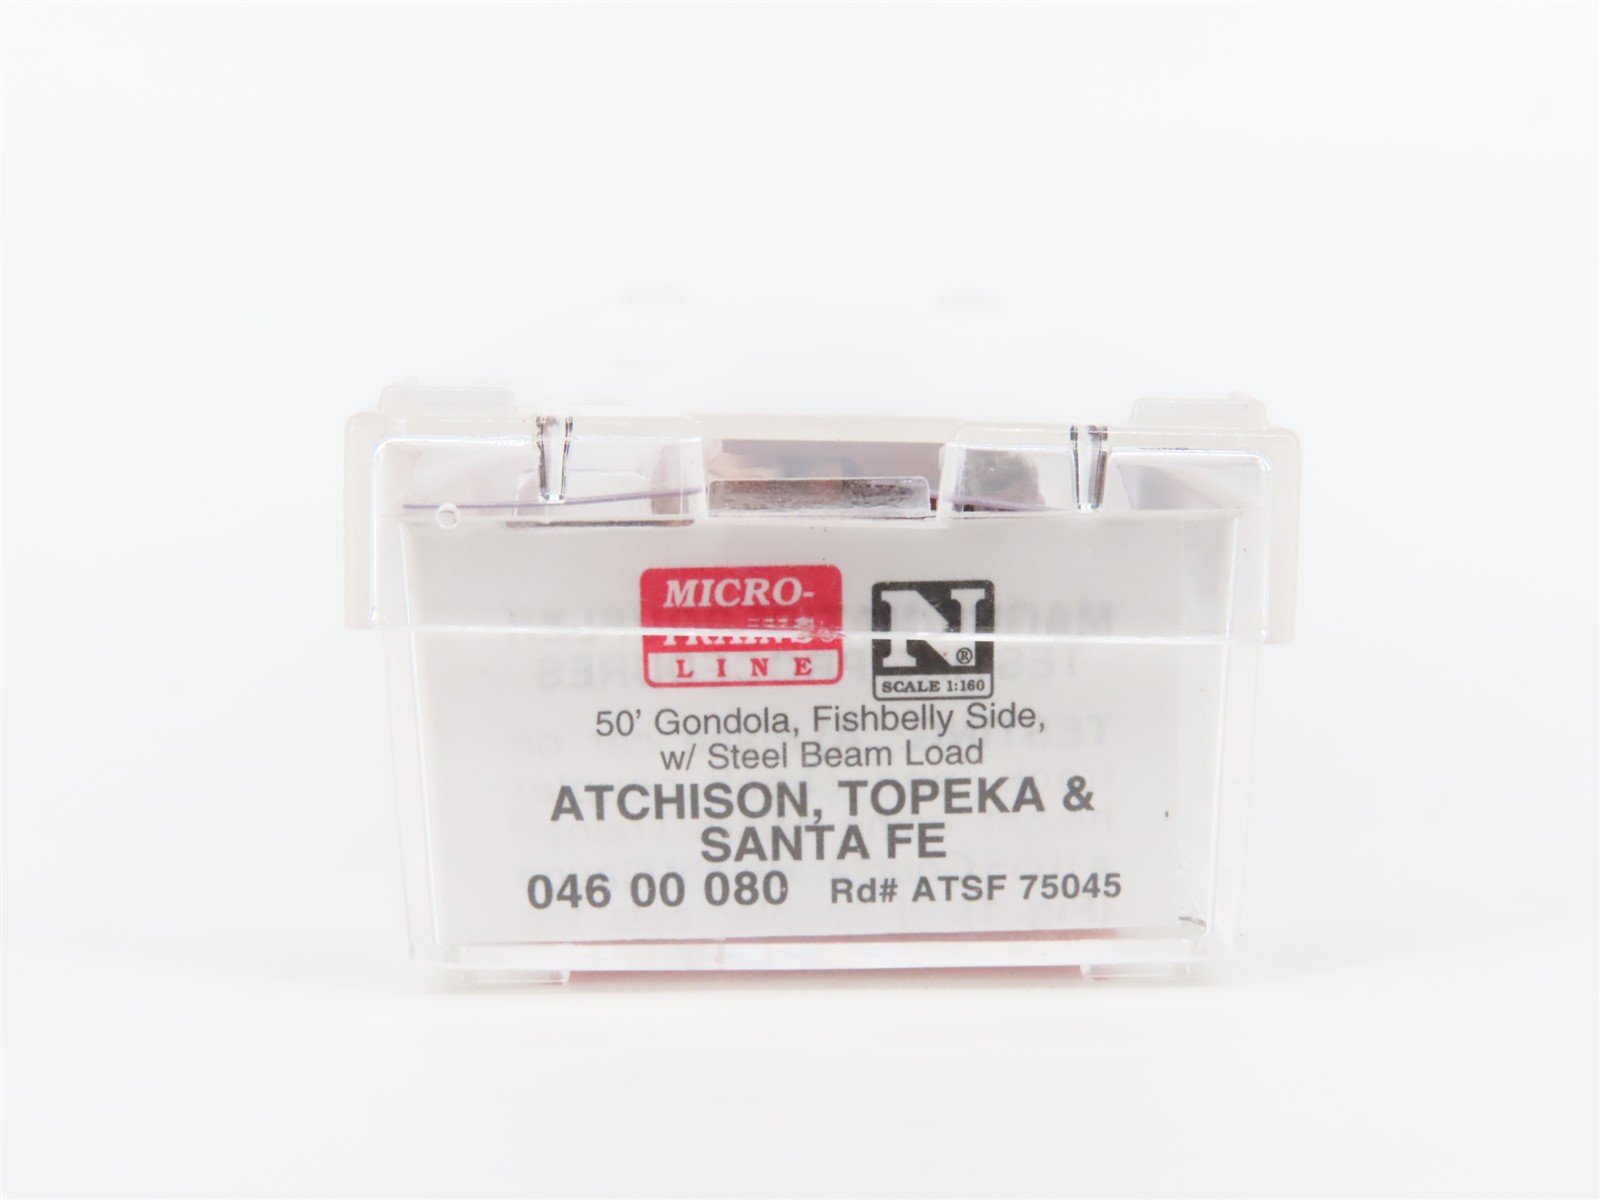 MICRO-
TRAINS
LINE
N®
SCALE 1:160
50' Gondola, Fishbelly Side,
w/ Steel Beam Load
ATCHISON, TOPEKA &
SANTA FE
046 00 080 Rd# ATSF 75045